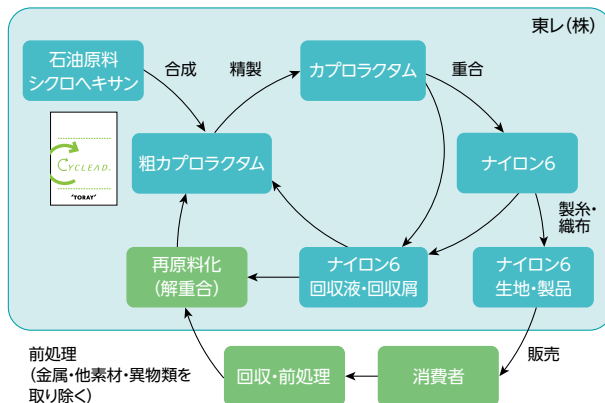 東レ(株)
石油原料
シクロヘキサン
合成
精製
カプロラクタム
重合
CYCLEAD®
'TORAY'
粗カプロラクタム
ナイロン6
製糸・
織布
再原料化
(解重合)
ナイロン6
回収液・回収屑
ナイロン6
生地・製品
前処理
(金属・他素材・異物類を
取り除く)
回収・前処理
消費者
販売